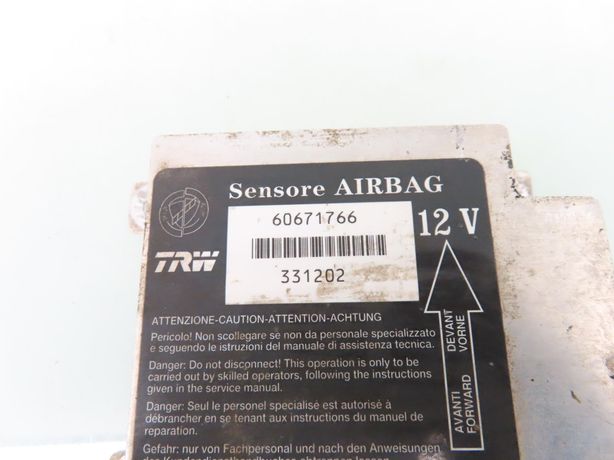 Sensore AIRBAG
60671766
12 V
TRW
331202
DEVANT
VORNE
AVANTI
FORWARD
ATTENZIONE-CAUTION-ATTENTION-ACHTUNG
Pericolo! Non scollegare se non da personale specializzato
e seguendo le istruzioni del manuale di assistenza tecnica.
Danger: Do not disconnect! This operation is only to be
carried out by skilled operators, following the instructions
given in the service manual.
Danger: Seul le personel spécialisé est autorisé à
débrancher en se tenant aux instructions du manuel de
reparation.
Gefahr: nur von Fachpersonal und nach den Anweisungen